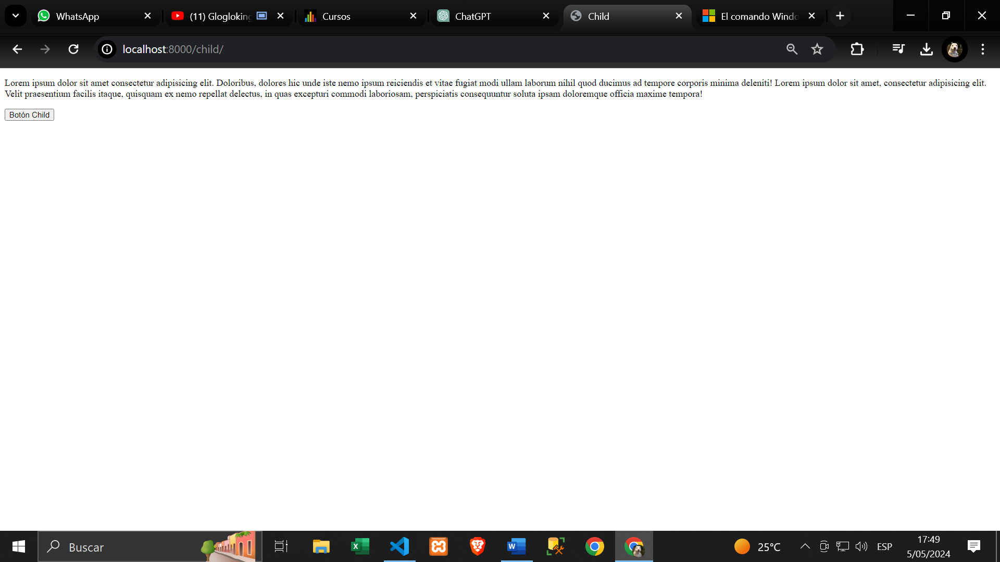 WhatsApp
(11) Glogloking
Cursos
ChatGPT
Child
El comando Windo
localhost:8000/child/
Lorem ipsum dolor sit amet consectetur adipisicing elit. Doloribus, dolores hic unde iste nemo ipsum reiciendis et vitae fugiat modi ullam laborum nihil quod ducimus ad tempore corporis minima deleniti! Lorem ipsum dolor sit amet, consectetur adipisicing elit.
Velit praesentium facilis itaque, quisquam ex nemo repellat delectus, in quas excepturi commodi laboriosam, perspiciatis consequuntur soluta ipsam doloremque officia maxime tempora!
Botón Child
Buscar
25°C
ESP
17:49
5/05/2024